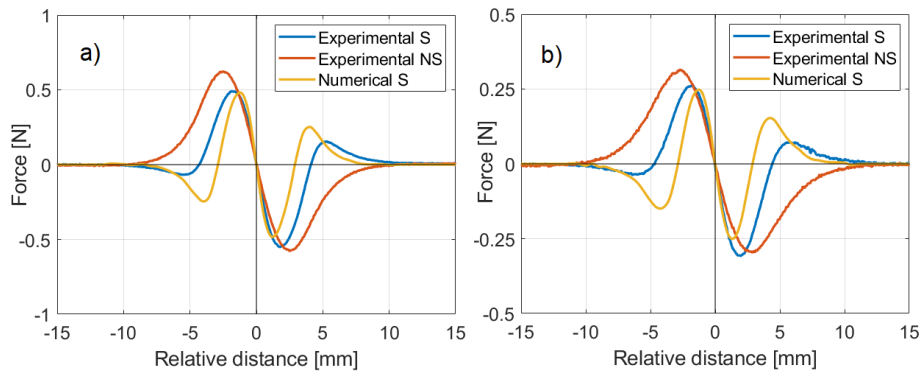 a)
Experimental S
Experimental NS
Numerical S
1
0.5
0
-0.5
-1
Force [N]
-15 -10 -5 0 5 10 15
Relative distance [mm]
b)
Experimental S
Experimental NS
Numerical S
0.5
0.25
0
-0.25
-0.5
Force [N]
-15 -10 -5 0 5 10 15
Relative distance [mm]